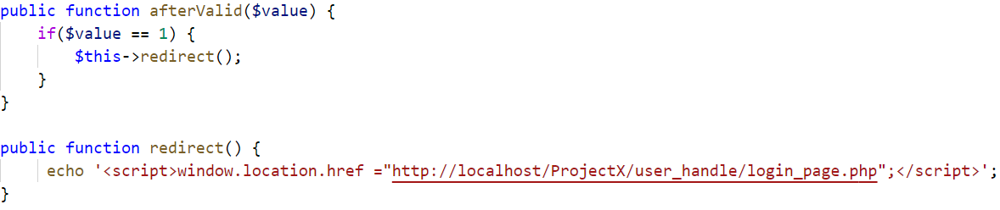 public function afterValid($value) {
    if($value == 1) {
        $this->redirect();
    }
}

public function redirect() {
     echo '<script>window.location.href ="http://localhost/ProjectX/user_handle/login_page.php";</script>';
}